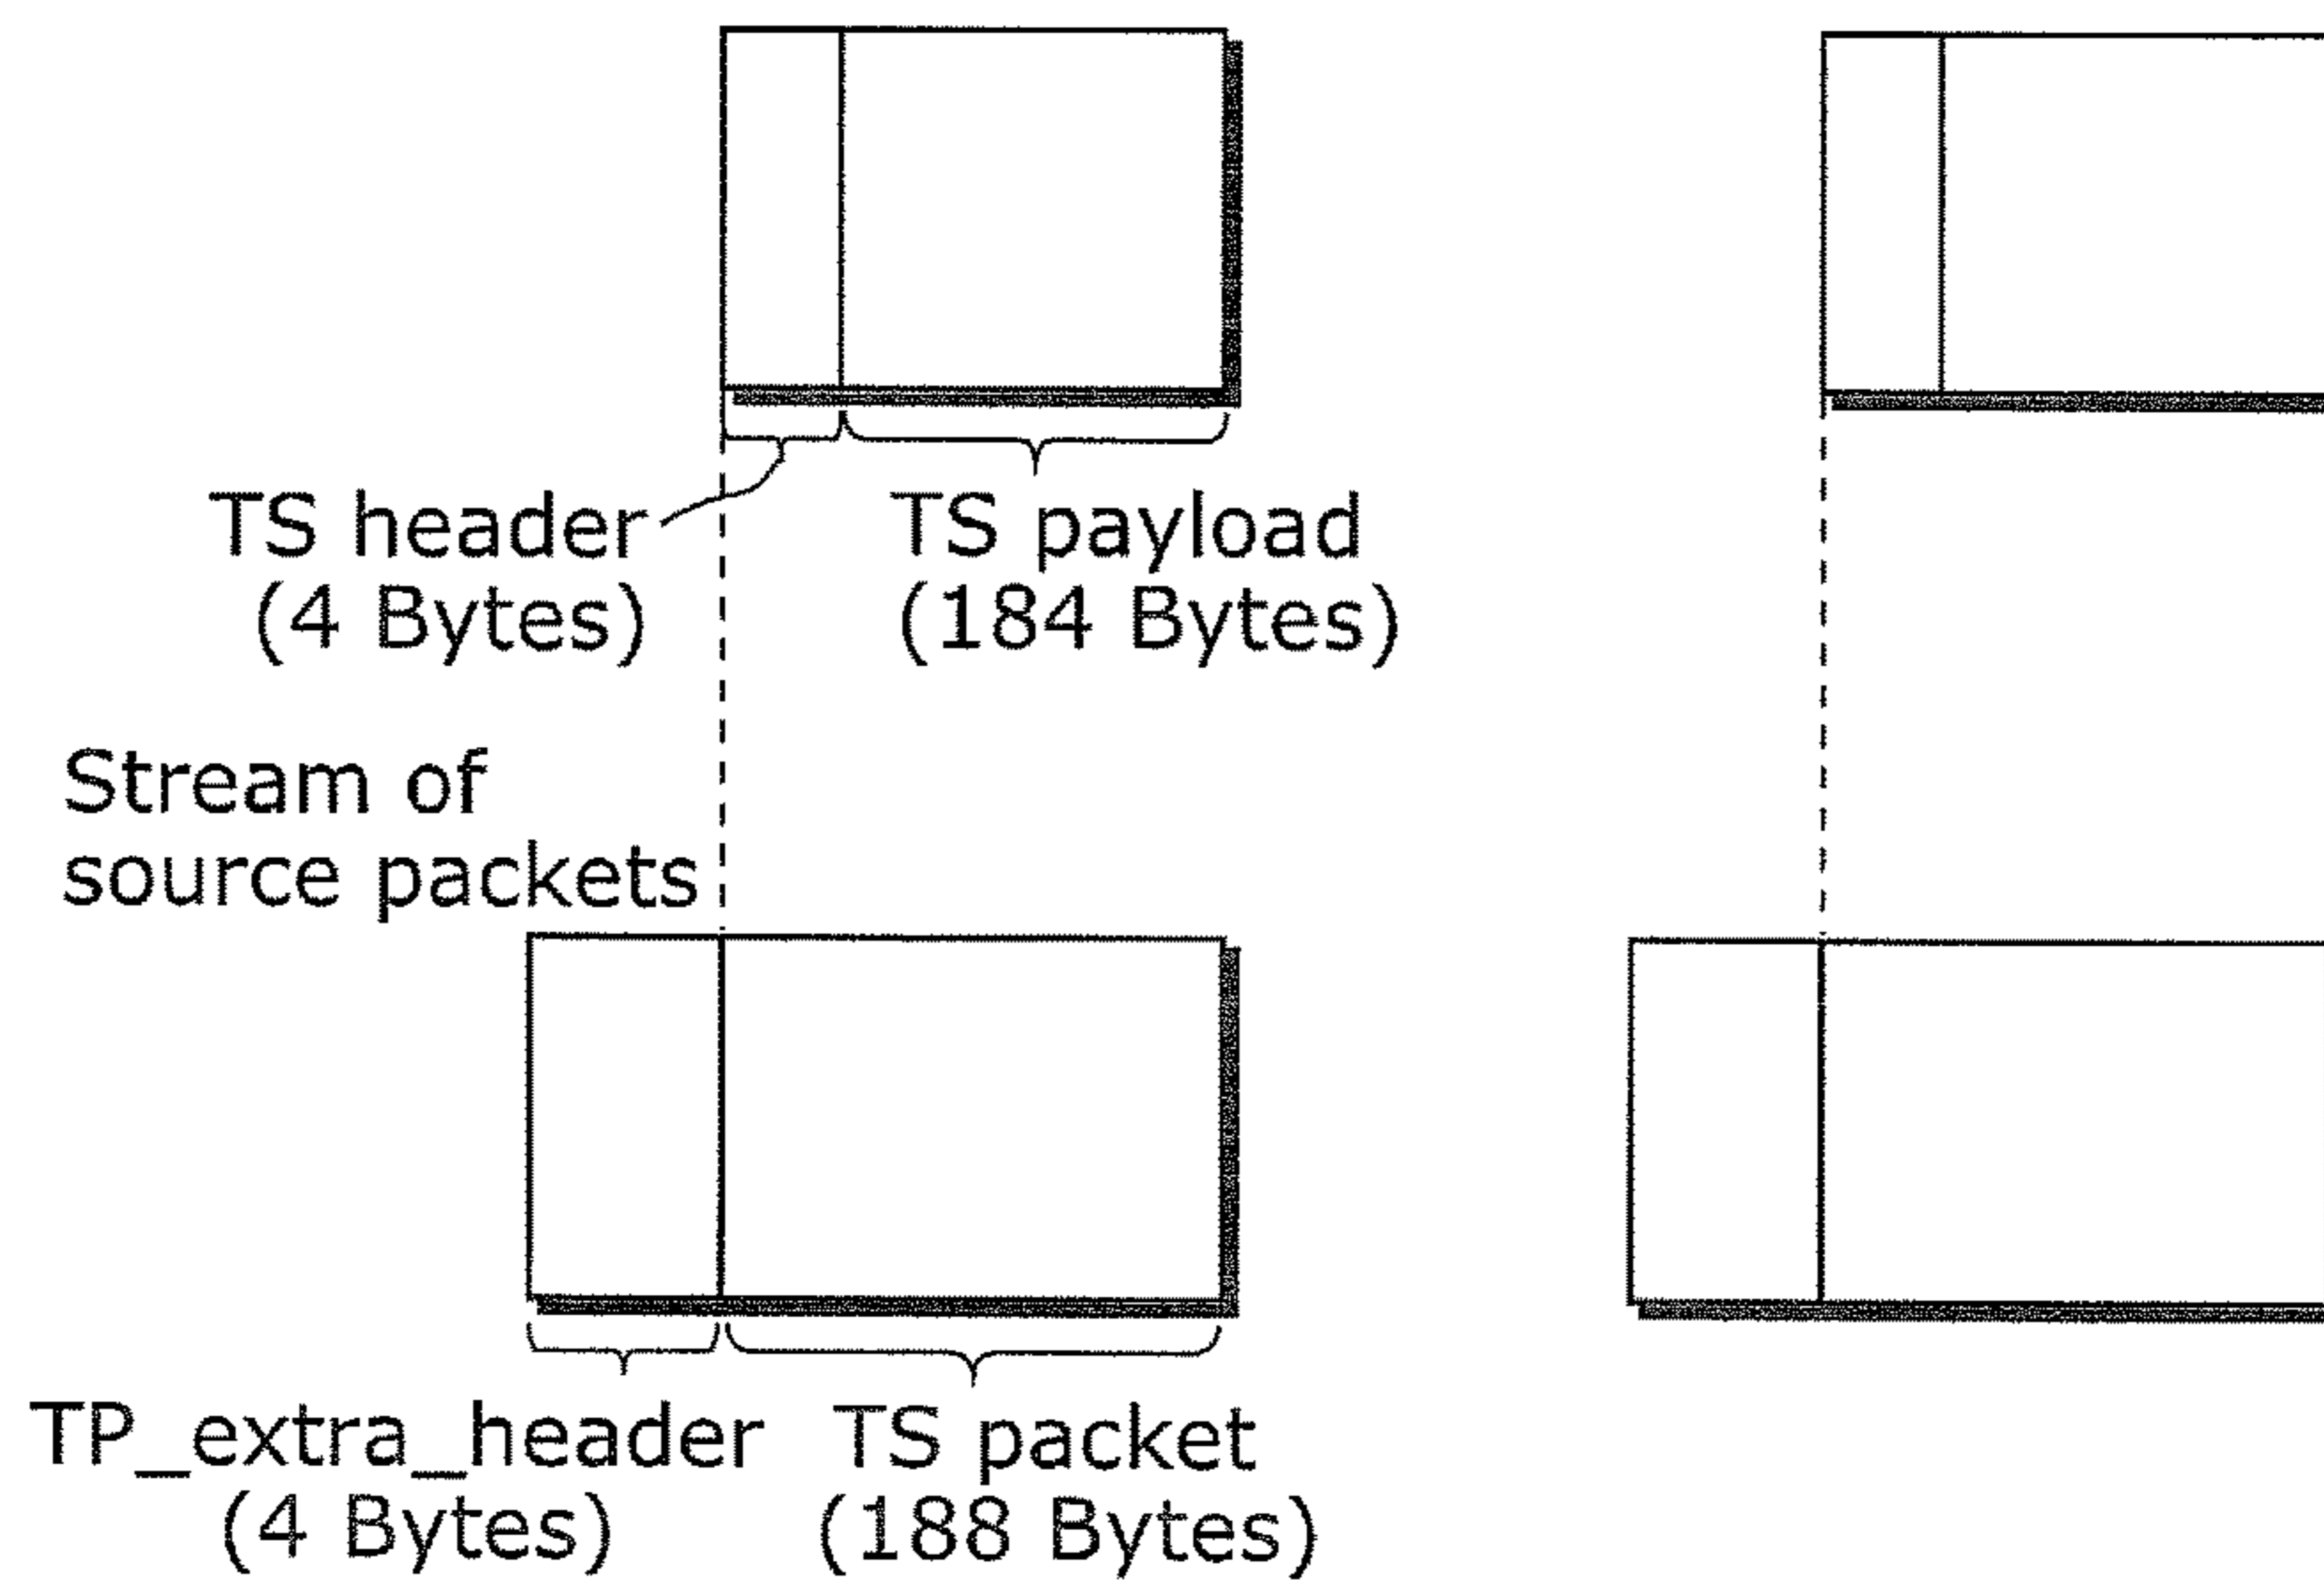 TS header
(4 Bytes)
TS payload
(184 Bytes)
Stream of
source packets
TP_extra_header
(4 Bytes)
TS packet
(188 Bytes)